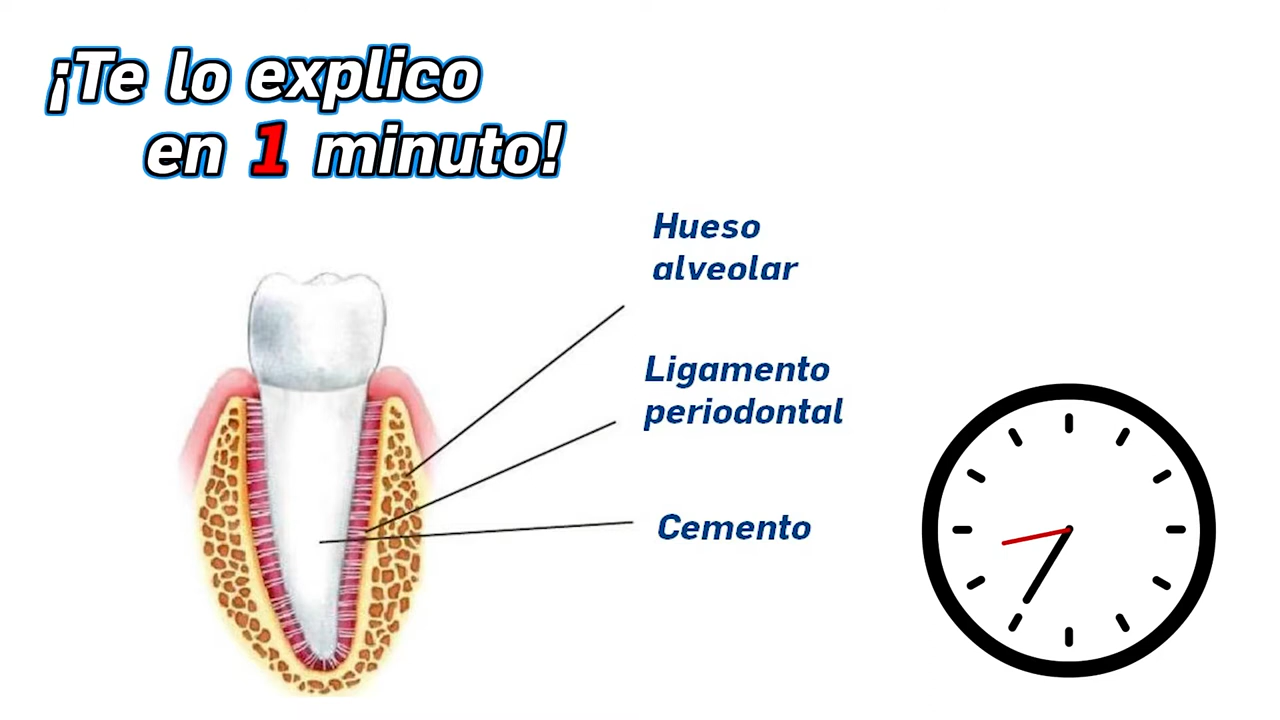 ¡Te lo explico
en 1 minuto!
Hueso
alveolar
Ligamento
periodontal
Cemento